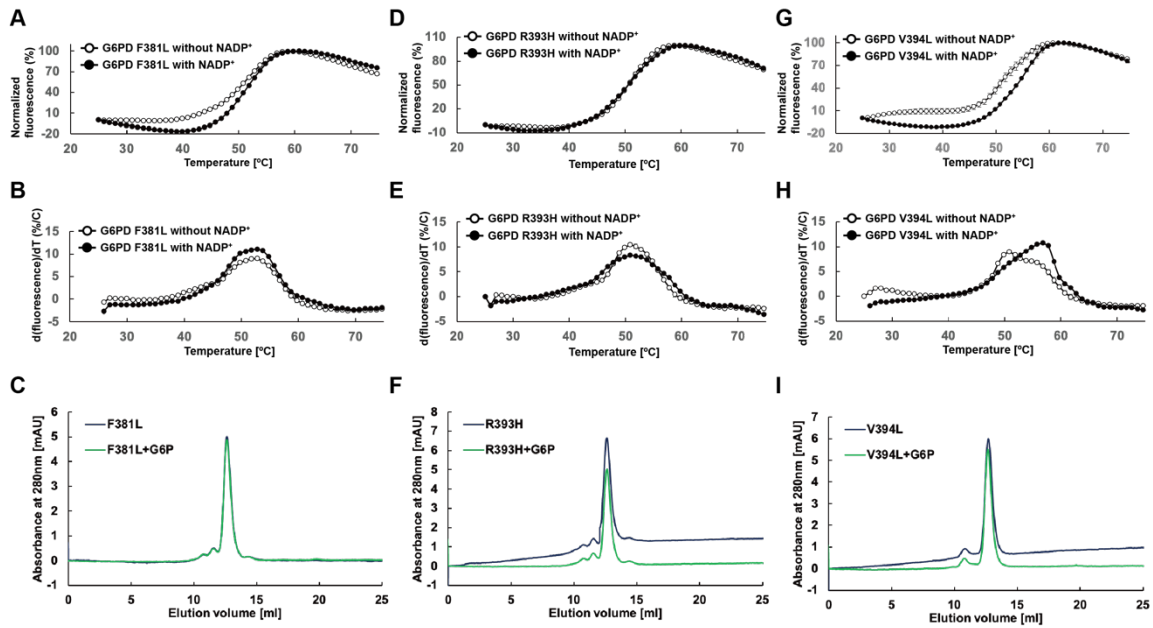 A
G6PD F381L without NADP⁺
G6PD F381L with NADP⁺
Normalized
fluorescence (%)
100
70
40
10
-20
20 30 40 50 60 70
Temperature [ºC]
B
G6PD F381L without NADP⁺
G6PD F381L with NADP⁺
d(fluorescence)/dT (%/C)
15
10
5
0
-5
20 30 40 50 60 70
Temperature [ºC]
C
F381L
F381L+G6P
Absorbance at 280nm [mAU]
6
5
4
3
2
1
0
-1
0 5 10 15 20 25
Elution volume [ml]
D
G6PD R393H without NADP⁺
G6PD R393H with NADP⁺
Normalized
fluorescence (%)
100
70
40
10
-10
20 30 40 50 60 70
Temperature [ºC]
E
G6PD R393H without NADP⁺
G6PD R393H with NADP⁺
d(fluorescence)/dT (%/C)
15
10
5
0
-5
20 30 40 50 60 70
Temperature [ºC]
F
R393H
R393H+G6P
Absorbance at 280nm [mAU]
8
7
6
5
4
3
2
1
0
-1
0 5 10 15 20 25
Elution volume [ml]
G
G6PD V394L without NADP⁺
G6PD V394L with NADP⁺
Normalized
fluorescence (%)
100
70
40
10
-20
20 30 40 50 60 70
Temperature [ºC]
H
G6PD V394L without NADP⁺
G6PD V394L with NADP⁺
d(fluorescence)/dT (%/C)
15
10
5
0
-5
20 30 40 50 60 70
Temperature [ºC]
I
V394L
V394L+G6P
Absorbance at 280nm [mAU]
7
6
5
4
3
2
1
0
-1
0 5 10 15 20 25
Elution volume [ml]